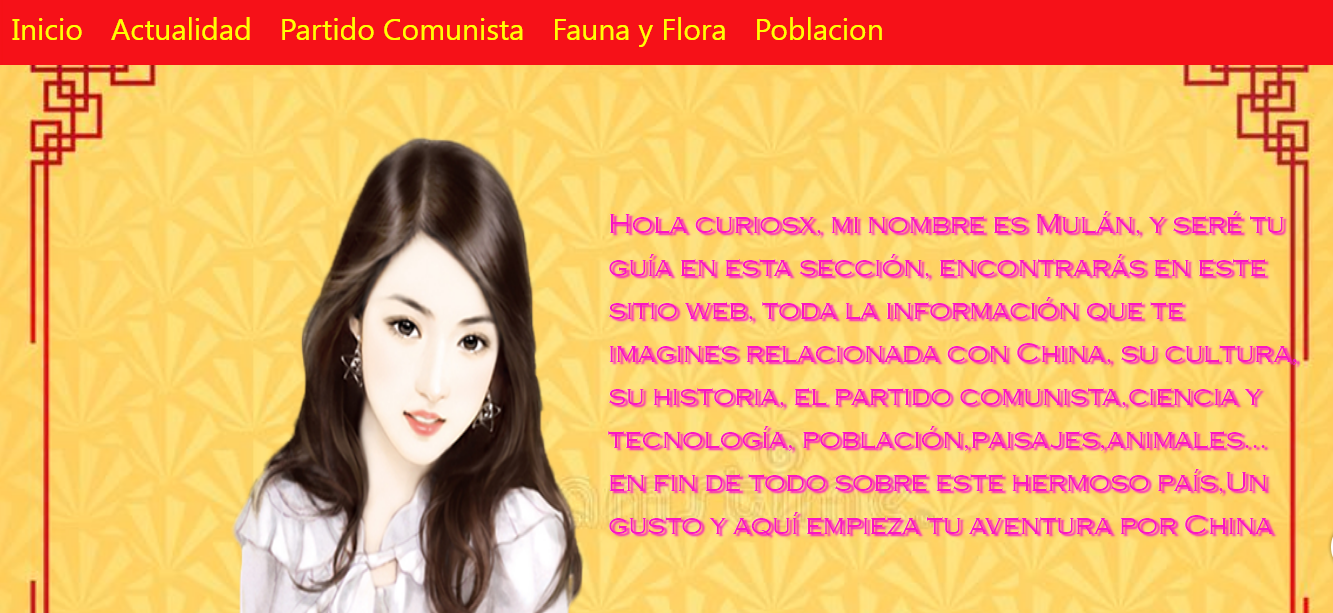 Inicio Actualidad Partido Comunista Fauna y Flora Poblacion
Hola curiosx, mi nombre es Mulán, y seré tu
guía en esta sección, encontrarás en este
sitio web, toda la información que te
imagines relacionada con China, su cultura,
su historia, el partido comunista,ciencia y
tecnología, población,paisajes,animales...
en fin de todo sobre este hermoso país,Un
gusto y aquí empieza tu aventura por China